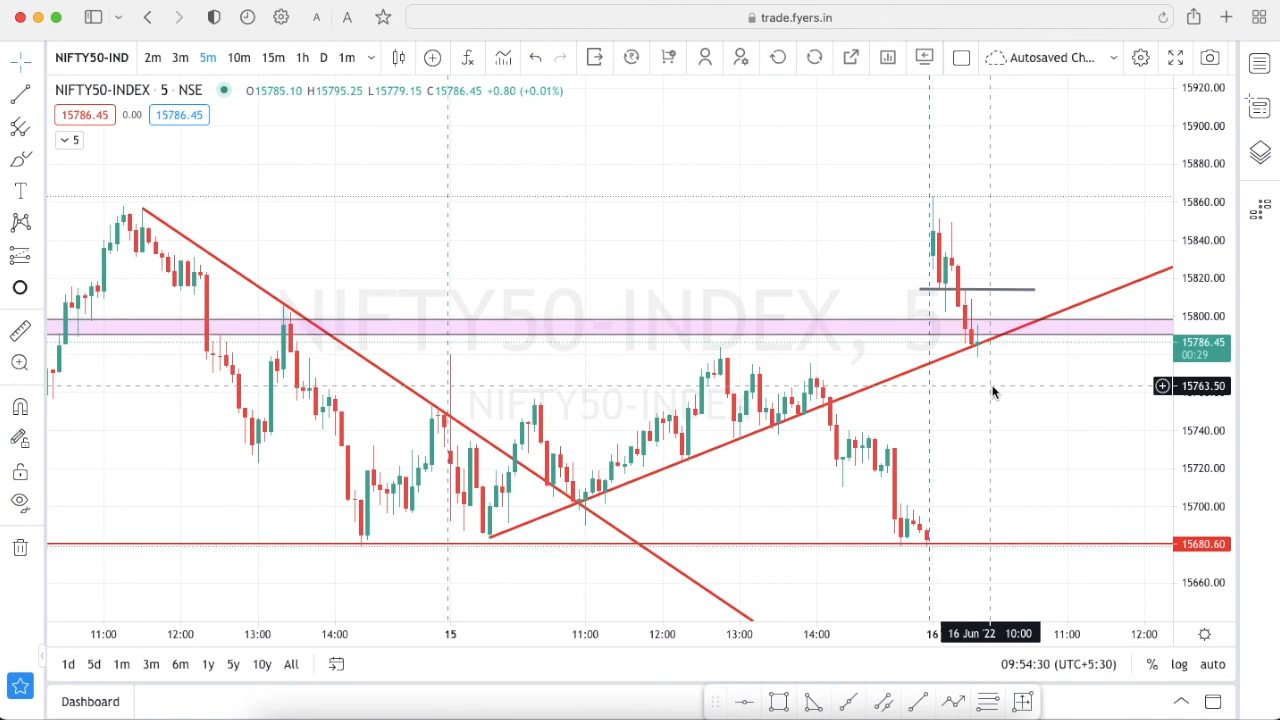 A A trade.fyers.in
NIFTY50-IND 2m 3m 5m 10m 15m 1h D 1m Autosaved Ch...
NIFTY50-INDEX · 5 · NSE O15785.10 H15795.25 L15779.15 C15786.45 +0.80 (+0.01%)
15786.45 0.00 15786.45
5
NIFTY50-INDEX, 5
NIFTY50-INDEX
15920.00
15900.00
15880.00
15860.00
15840.00
15820.00
15800.00
15786.45
00:29
15763.50
15740.00
15720.00
15700.00
15680.60
15660.00
11:00 12:00 13:00 14:00 15 11:00 12:00 13:00 14:00 16 16 Jun '22 10:00 11:00 12:00
1d 5d 1m 3m 6m 1y 5y 10y All 09:54:30 (UTC+5:30) % log auto
Dashboard